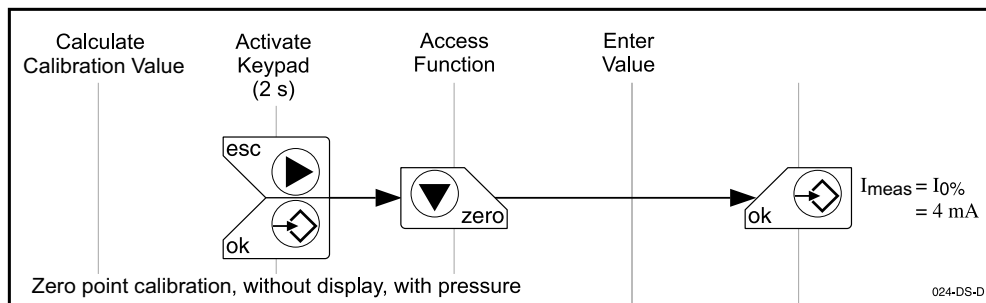 Calculate
Calibration Value
Activate
Keypad
(2 s)
Access
Function
Enter
Value
esc
ok
zero
ok
Imeas = I0%
= 4 mA
Zero point calibration, without display, with pressure
024-DS-D